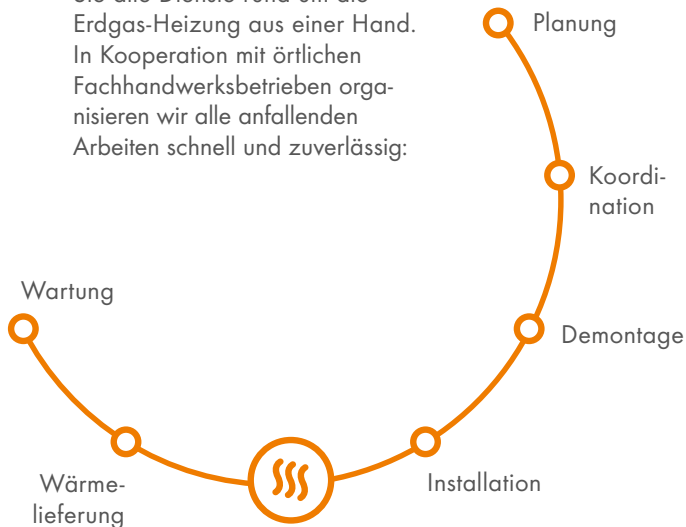 Erdgas-Heizung aus einer Hand.
In Kooperation mit örtlichen
Fachhandwerksbetrieben orga-
nisieren wir alle anfallenden
Arbeiten schnell und zuverlässig:
Planung
Koordi-
nation
Demontage
Installation
Wärme-
lieferung
Wartung